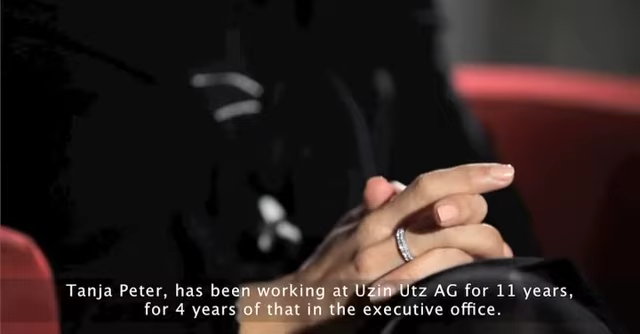 Tanja Peter, has been working at Uzin Utz AG for 11 years,
for 4 years of that in the executive office.